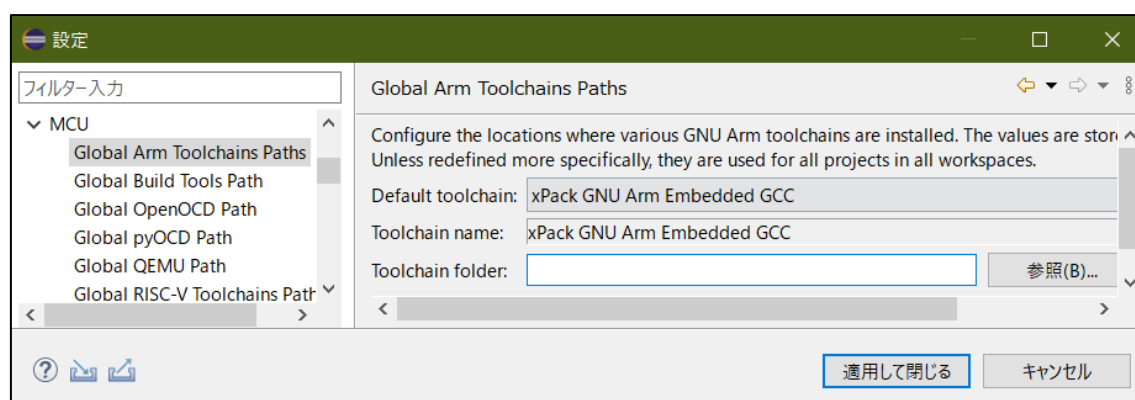 設定
フィルター入力
MCU
Global Arm Toolchains Paths
Global Build Tools Path
Global OpenOCD Path
Global pyOCD Path
Global QEMU Path
Global RISC-V Toolchains Path
Global Arm Toolchains Paths
Configure the locations where various GNU Arm toolchains are installed. The values are
Unless redefined more specifically, they are used for all projects in all workspaces.
Default toolchain: xPack GNU Arm Embedded GCC
Toolchain name: xPack GNU Arm Embedded GCC
Toolchain folder: 参照(B)...
適用して閉じる キャンセル